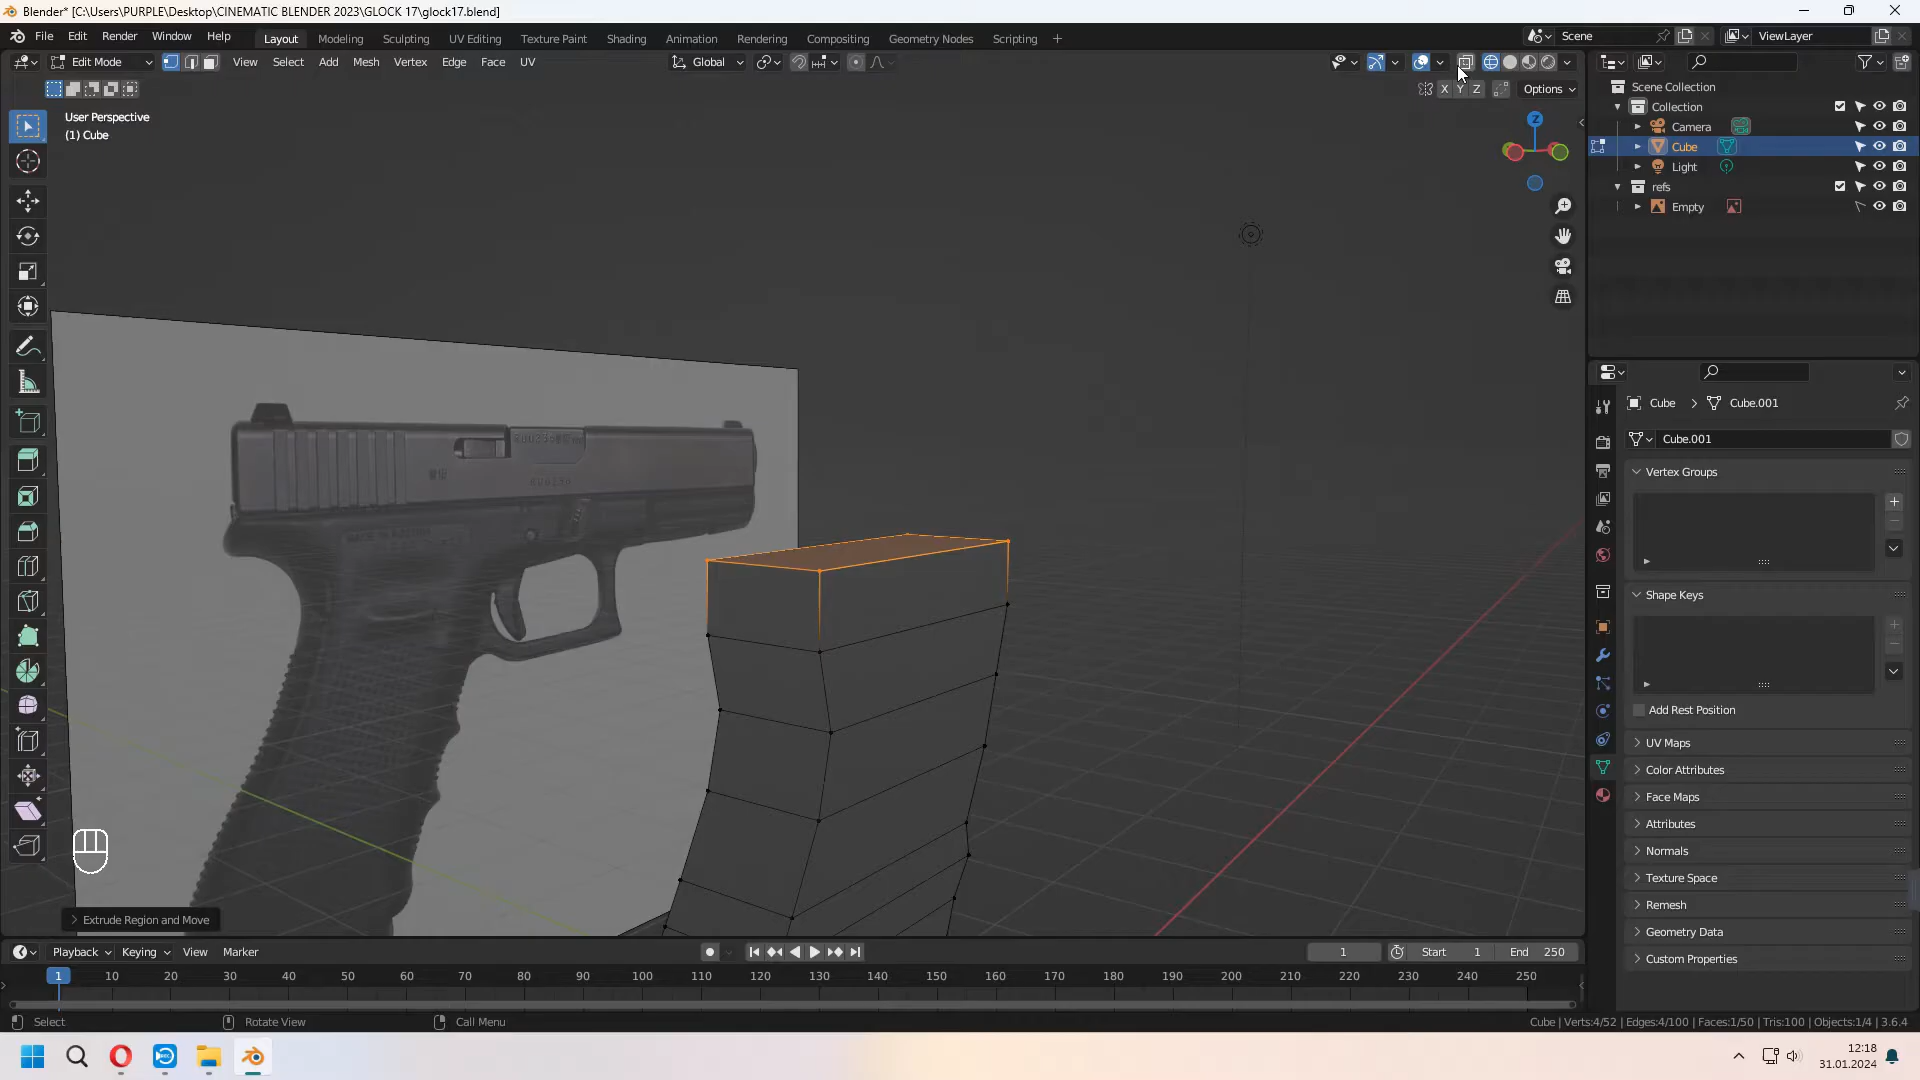 Blender* [C:\Users\PURPLE\Desktop\CINEMATIC BLENDER 2023\GLOCK 17\glock17.blend]
File Edit Render Window Help Layout Modeling Sculpting UV Editing Texture Paint Shading Animation Rendering Compositing Geometry Nodes Scripting + Scene ViewLayer
Edit Mode View Select Add Mesh Vertex Edge Face UV Global
X Y Z Options
User Perspective
(1) Cube
Z
Scene Collection
Collection
Camera
Cube
Light
refs
Empty
Cube > Cube.001
Cube.001
Vertex Groups
Shape Keys
Add Rest Position
UV Maps
Color Attributes
Face Maps
Attributes
Normals
Texture Space
Remesh
Geometry Data
Custom Properties
> Extrude Region and Move
Playback Keying View Marker 1 Start 1 End 250
1 10 20 30 40 50 60 70 80 90 100 110 120 130 140 150 160 170 180 190 200 210 220 230 240 250
Select Rotate View Call Menu Cube | Verts:4/52 | Edges:4/100 | Faces:1/50 | Tris:100 | Objects:1/4 | 3.6.4
12:18
31.01.2024